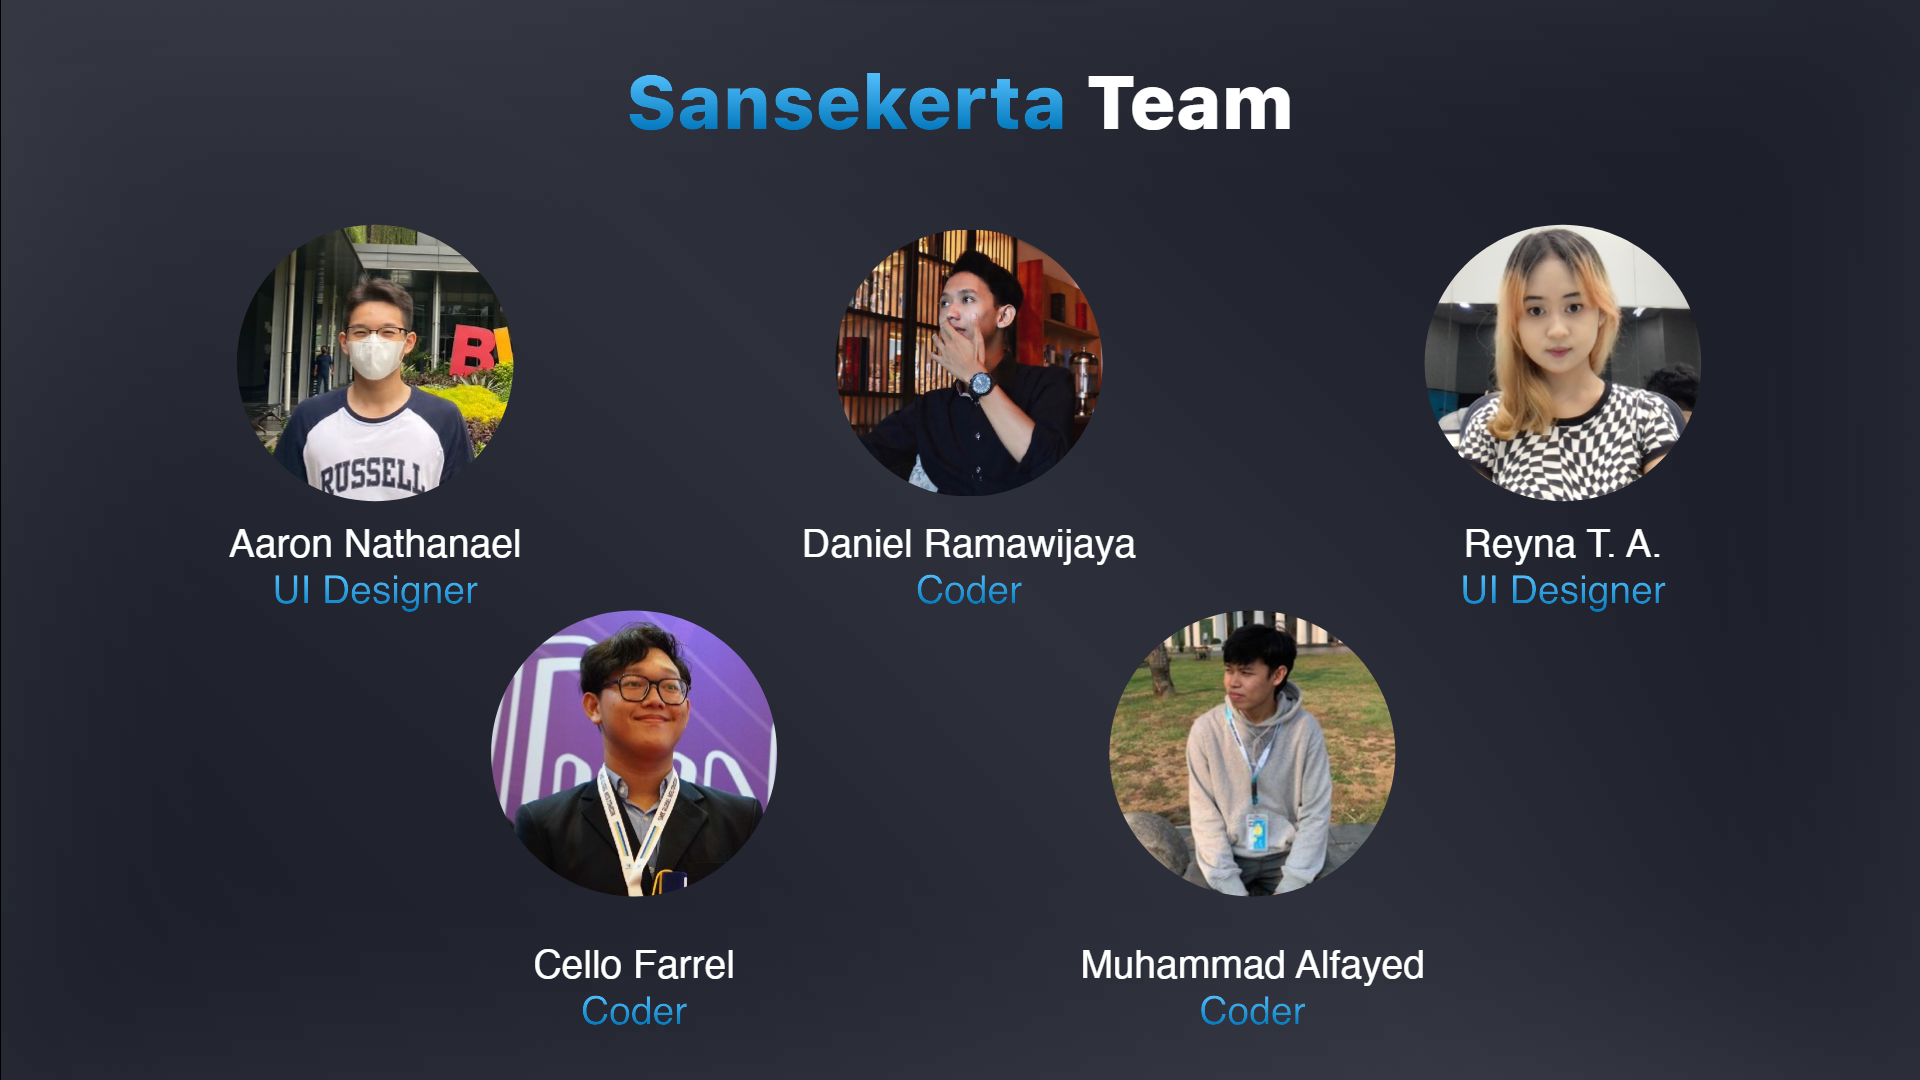 Sansekerta Team
BI
RUSSELL
Aaron Nathanael
UI Designer
Daniel Ramawijaya
Coder
Reyna T. A.
UI Designer
Cello Farrel
Coder
Muhammad Alfayed
Coder